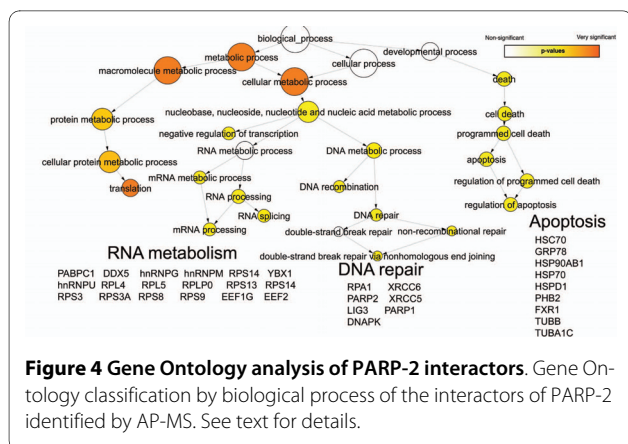 biological_process
Non-significant Very significant
p-values
metabolic process
developmental process
macromolecule metabolic process
cellular process
cellular metabolic process
death
nucleobase, nucleoside, nucleotide and nucleic acid metabolic process
cell death
protein metabolic process
negative regulation of transcription
programmed cell death
RNA metabolic process
DNA metabolic process
cellular protein metabolic process
apoptosis
mRNA metabolic process
translation
DNA recombination
regulation of programmed cell death
RNA processing
regulation of apoptosis
RNA splicing
DNA repair
mRNA processing
double-strand break repair
non-recombinational repair
double-strand break repair via nonhomologous end joining
RNA metabolism
PABPC1 DDX5 hnRNPG hnRNPM RPS14 YBX1
hnRNPU RPL4 RPL5 RPLP0 RPS13 RPS14
RPS3 RPS3A RPS8 RPS9 EEF1G EEF2
DNA repair
RPA1 XRCC6
PARP2 XRCC5
LIG3 PARP1
DNAPK
Apoptosis
HSC70
GRP78
HSP90AB1
HSP70
HSPD1
PHB2
FXR1
TUBB
TUBA1C
Figure 4 Gene Ontology analysis of PARP-2 interactors. Gene On-
tology classification by biological process of the interactors of PARP-2
identified by AP-MS. See text for details.